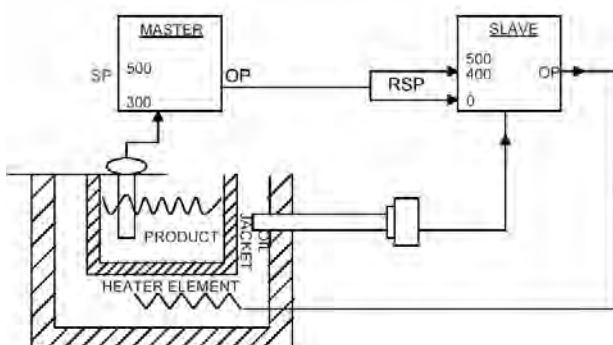 MASTER
SP 500 OP
300
RSP
SLAVE
500
400 OP
0
PRODUCT
OIL
JACKET
HEATER ELEMENT